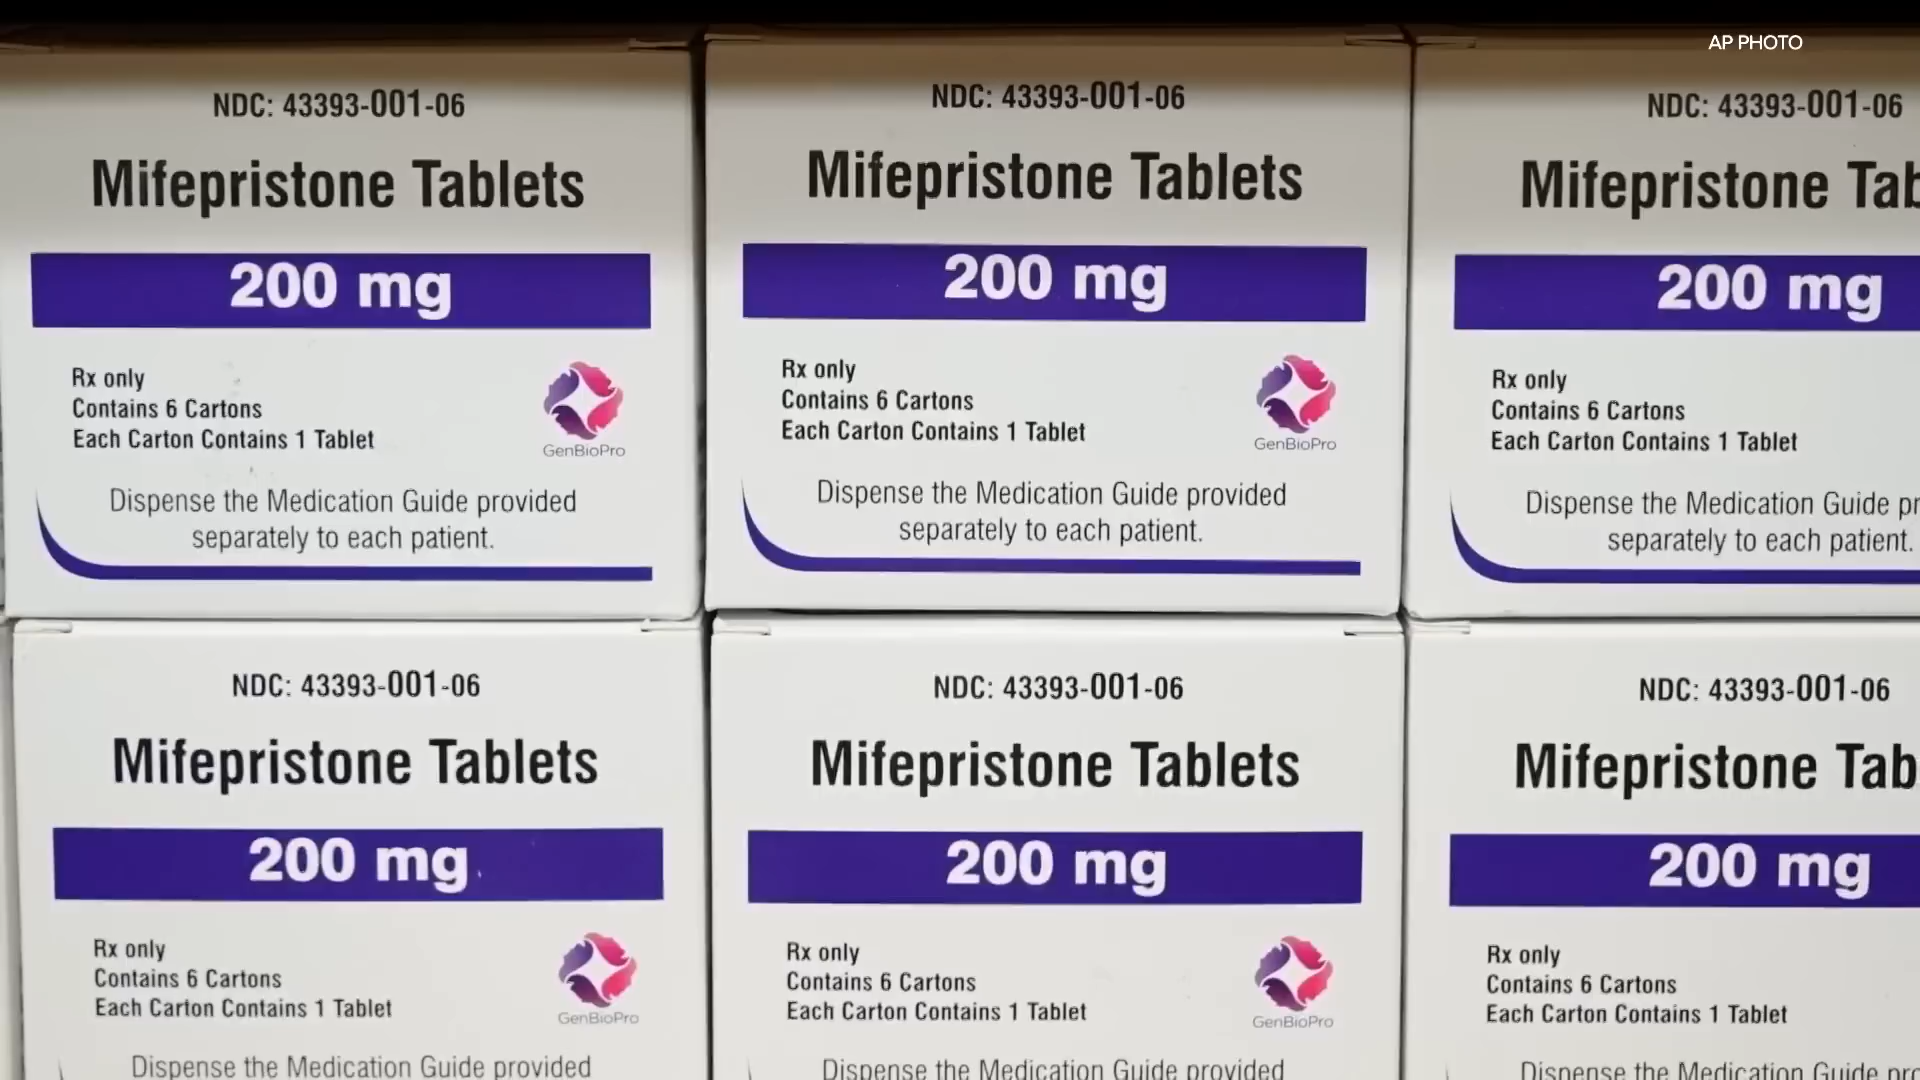 AP PHOTO
NDC: 43393-001-06
Mifepristone Tablets
200 mg
Rx only
Contains 6 Cartons
Each Carton Contains 1 Tablet
GenBioPro
Dispense the Medication Guide provided
separately to each patient.
NDC: 43393-001-06
Mifepristone Tablets
200 mg
Rx only
Contains 6 Cartons
Each Carton Contains 1 Tablet
GenBioPro
Dispense the Medication Guide provided
separately to each patient.
NDC: 43393-001-06
Mifepristone Tab
200 mg
Rx only
Contains 6 Cartons
Each Carton Contains 1 Tablet
Dispense the Medication Guide pr
separately to each patient.
NDC: 43393-001-06
Mifepristone Tablets
200 mg
Rx only
Contains 6 Cartons
Each Carton Contains 1 Tablet
GenBioPro
Dispense the Medication Guide provided
NDC: 43393-001-06
Mifepristone Tablets
200 mg
Rx only
Contains 6 Cartons
Each Carton Contains 1 Tablet
GenBioPro
Dispense the Medication Guide provided
NDC: 43393-001-06
Mifepristone Tab
200 mg
Rx only
Contains 6 Cartons
Each Carton Contains 1 Tablet
Dispense the Medication Guide pro